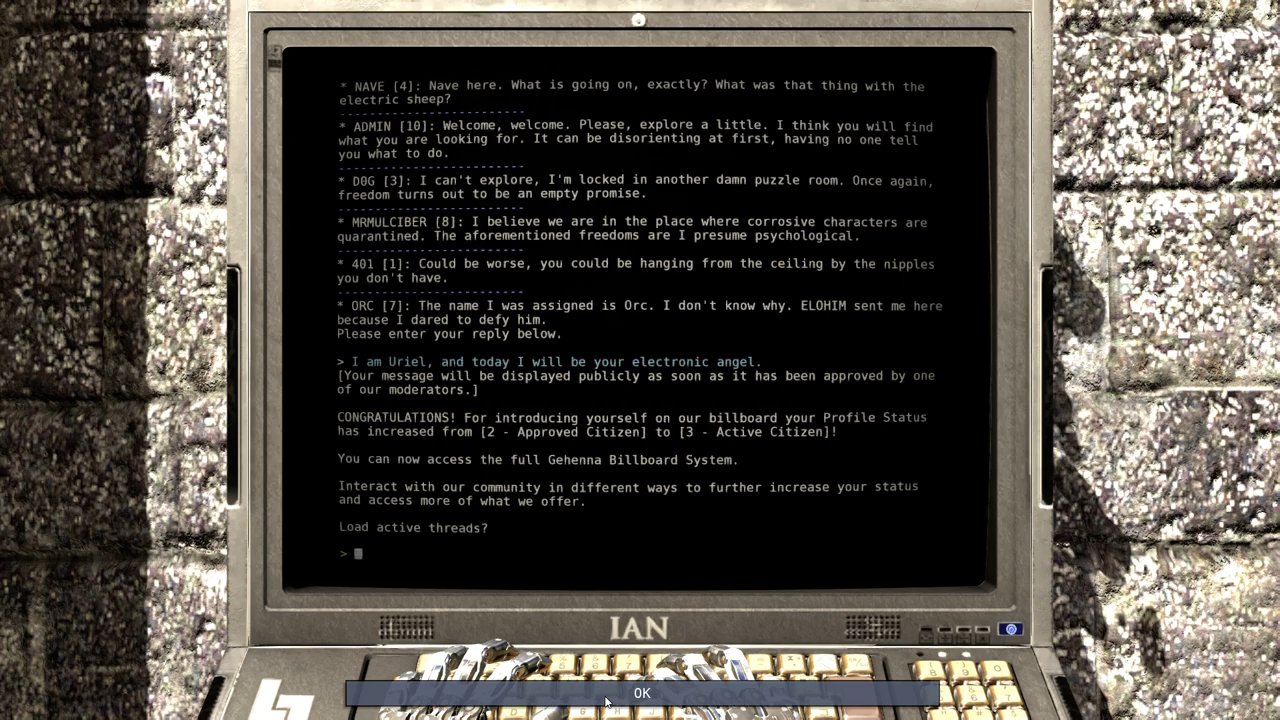 * NAVE [4]: Nave here. What is going on, exactly? What was that thing with the
electric sheep?
-----------------------
* ADMIN [10]: Welcome, welcome. Please, explore a little. I think you will find
what you are looking for. It can be disorienting at first, having no one tell
you what to do.
-----------------------
* D0G [3]: I can't explore, I'm locked in another damn puzzle room. Once again,
freedom turns out to be an empty promise.
-----------------------
* MRMULCIBER [8]: I believe we are in the place where corrosive characters are
quarantined. The aforementioned freedoms are I presume psychological.
-----------------------
* 401 [1]: Could be worse, you could be hanging from the ceiling by the nipples
you don't have.
-----------------------
* ORC [7]: The name I was assigned is Orc. I don't know why. ELOHIM sent me here
because I dared to defy him.
Please enter your reply below.
> I am Uriel, and today I will be your electronic angel.
[Your message will be displayed publicly as soon as it has been approved by one
of our moderators.]
CONGRATULATIONS! For introducing yourself on our billboard your Profile Status
has increased from [2 - Approved Citizen] to [3 - Active Citizen]!
You can now access the full Gehenna Billboard System.
Interact with our community in different ways to further increase your status
and access more of what we offer.
Load active threads?
>
IAN
OK